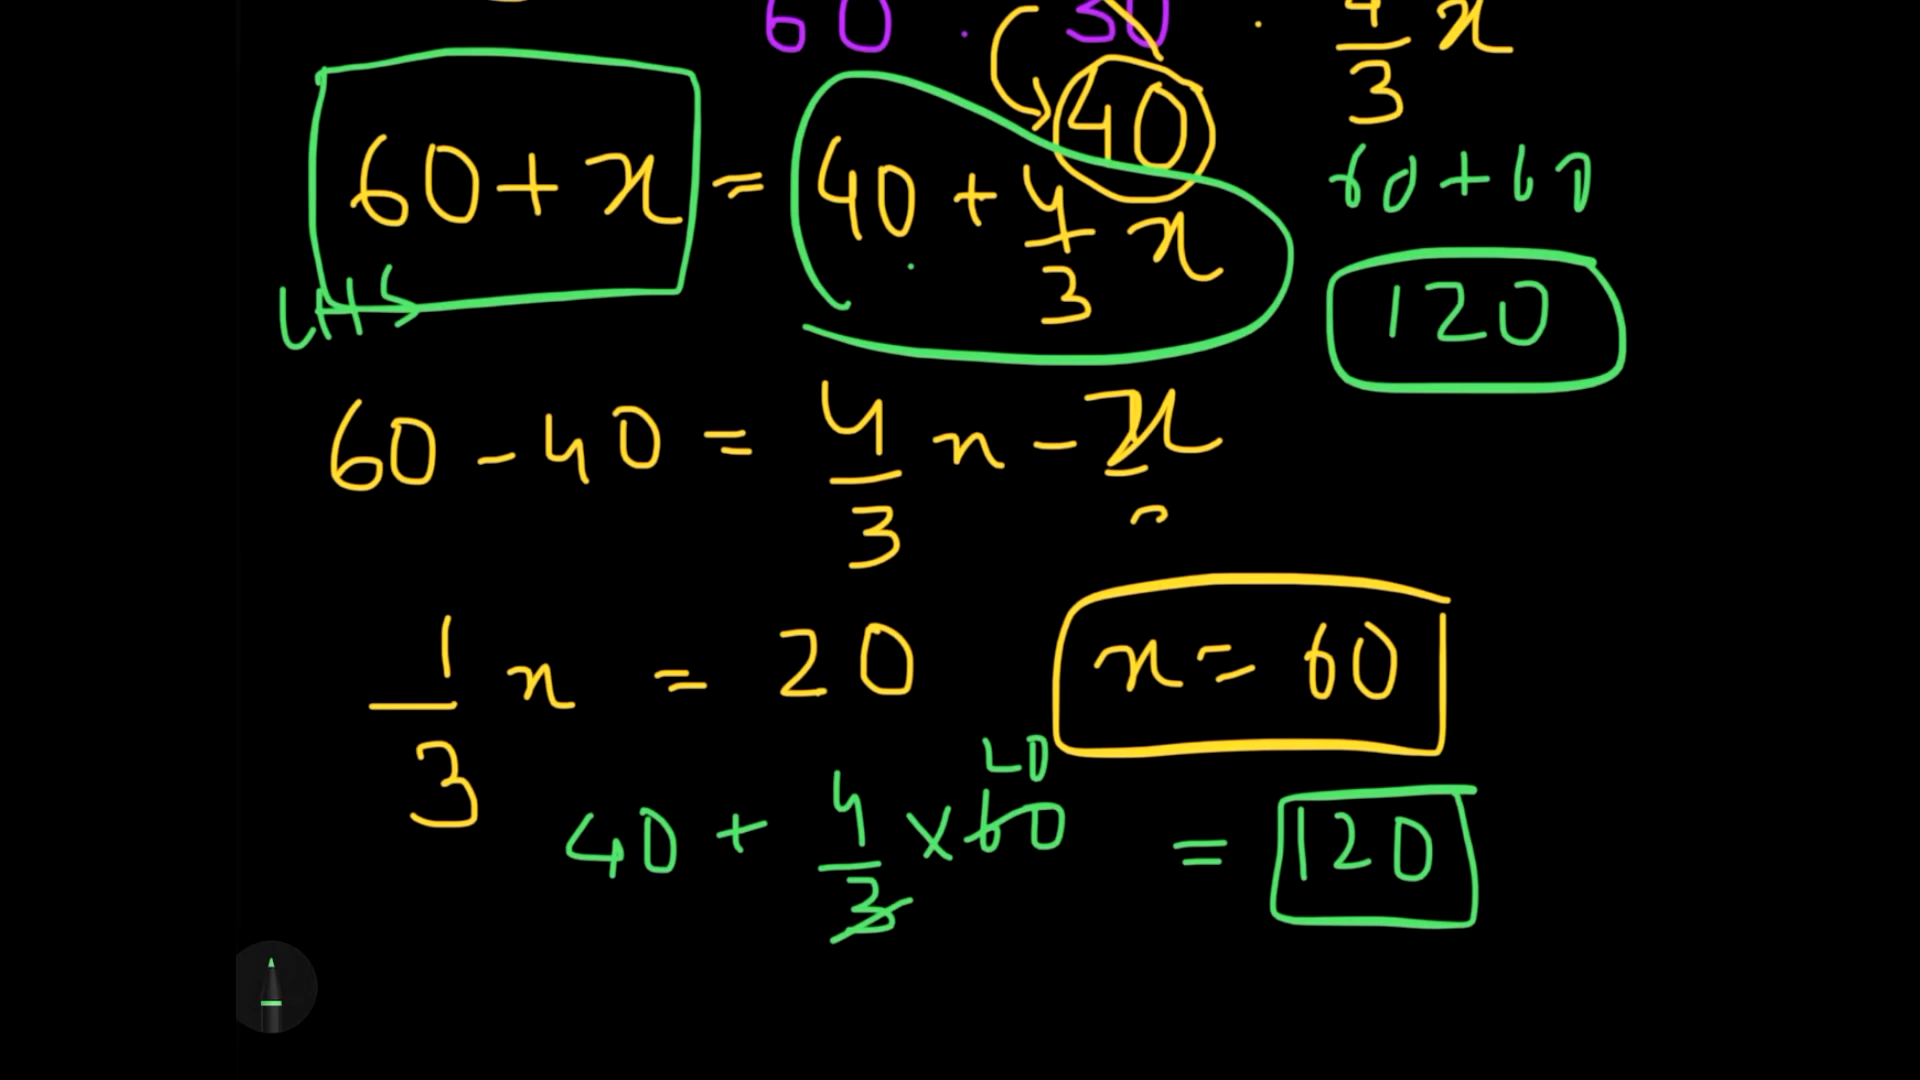 60 . 30 . 4/3 x
40
60 + x = 40 + 4/3 x
60 + 60
120
LHS
60 - 40 = 4/3 x - x
1/3 x = 20
x = 60
20
40 + 4/3 × 60 = 120